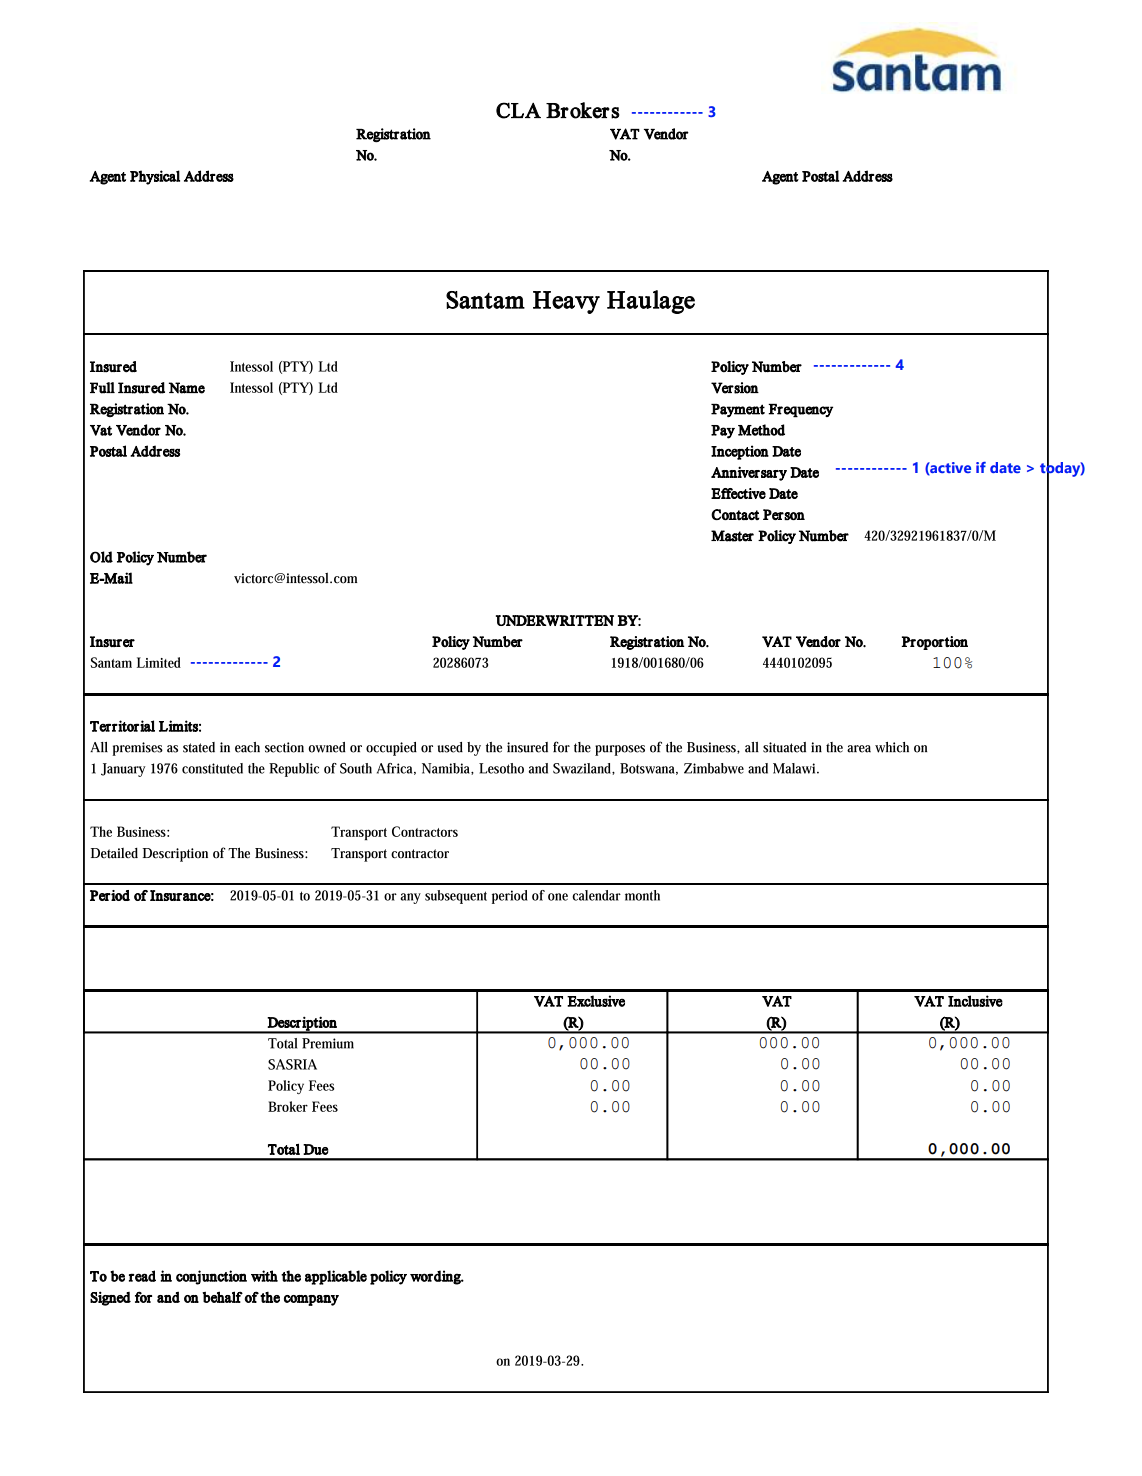 santam
CLA Brokers ------------ 3
Registration No. VAT Vendor No.
Agent Physical Address Agent Postal Address
Santam Heavy Haulage
Insured Intessol (PTY) Ltd Policy Number ------------- 4
Full Insured Name Intessol (PTY) Ltd Version
Registration No. Payment Frequency
Vat Vendor No. Pay Method
Postal Address Inception Date
Anniversary Date ------------ 1 (active if date > today)
Effective Date
Contact Person
Master Policy Number 420/32921961837/0/M
Old Policy Number
E-Mail victorc@intessol.com
UNDERWRITTEN BY:
Insurer Policy Number Registration No. VAT Vendor No. Proportion
Santam Limited ------------- 2 20286073 1918/001680/06 4440102095 100%
Territorial Limits:
All premises as stated in each section owned or occupied or used by the insured for the purposes of the Business, all situated in the area which on
1 January 1976 constituted the Republic of South Africa, Namibia, Lesotho and Swaziland, Botswana, Zimbabwe and Malawi.
The Business: Transport Contractors
Detailed Description of The Business: Transport contractor
Period of Insurance: 2019-05-01 to 2019-05-31 or any subsequent period of one calendar month
Description VAT Exclusive (R) VAT (R) VAT Inclusive (R)
Total Premium 0,000.00 000.00 0,000.00
SASRIA 00.00 0.00 00.00
Policy Fees 0.00 0.00 0.00
Broker Fees 0.00 0.00 0.00
Total Due 0,000.00
To be read in conjunction with the applicable policy wording.
Signed for and on behalf of the company
on 2019-03-29.